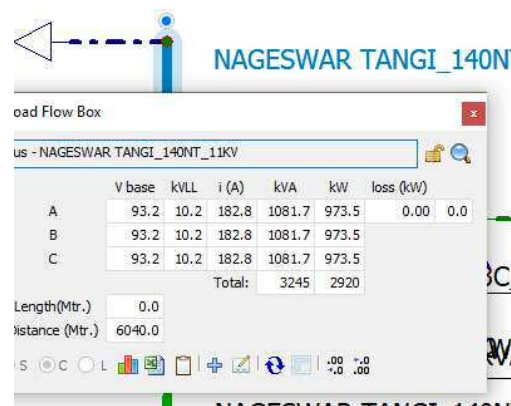 NAGESWAR TANGI_140NT
oad Flow Box
x
us - NAGESWAR TANGI_140NT_11KV
V base kVLL i (A) kVA kW loss (kW)
A 93.2 10.2 182.8 1081.7 973.5 0.00 0.0
B 93.2 10.2 182.8 1081.7 973.5
C 93.2 10.2 182.8 1081.7 973.5
Total: 3245 2920
Length(Mtr.) 0.0
istance (Mtr.) 6040.0
S C L